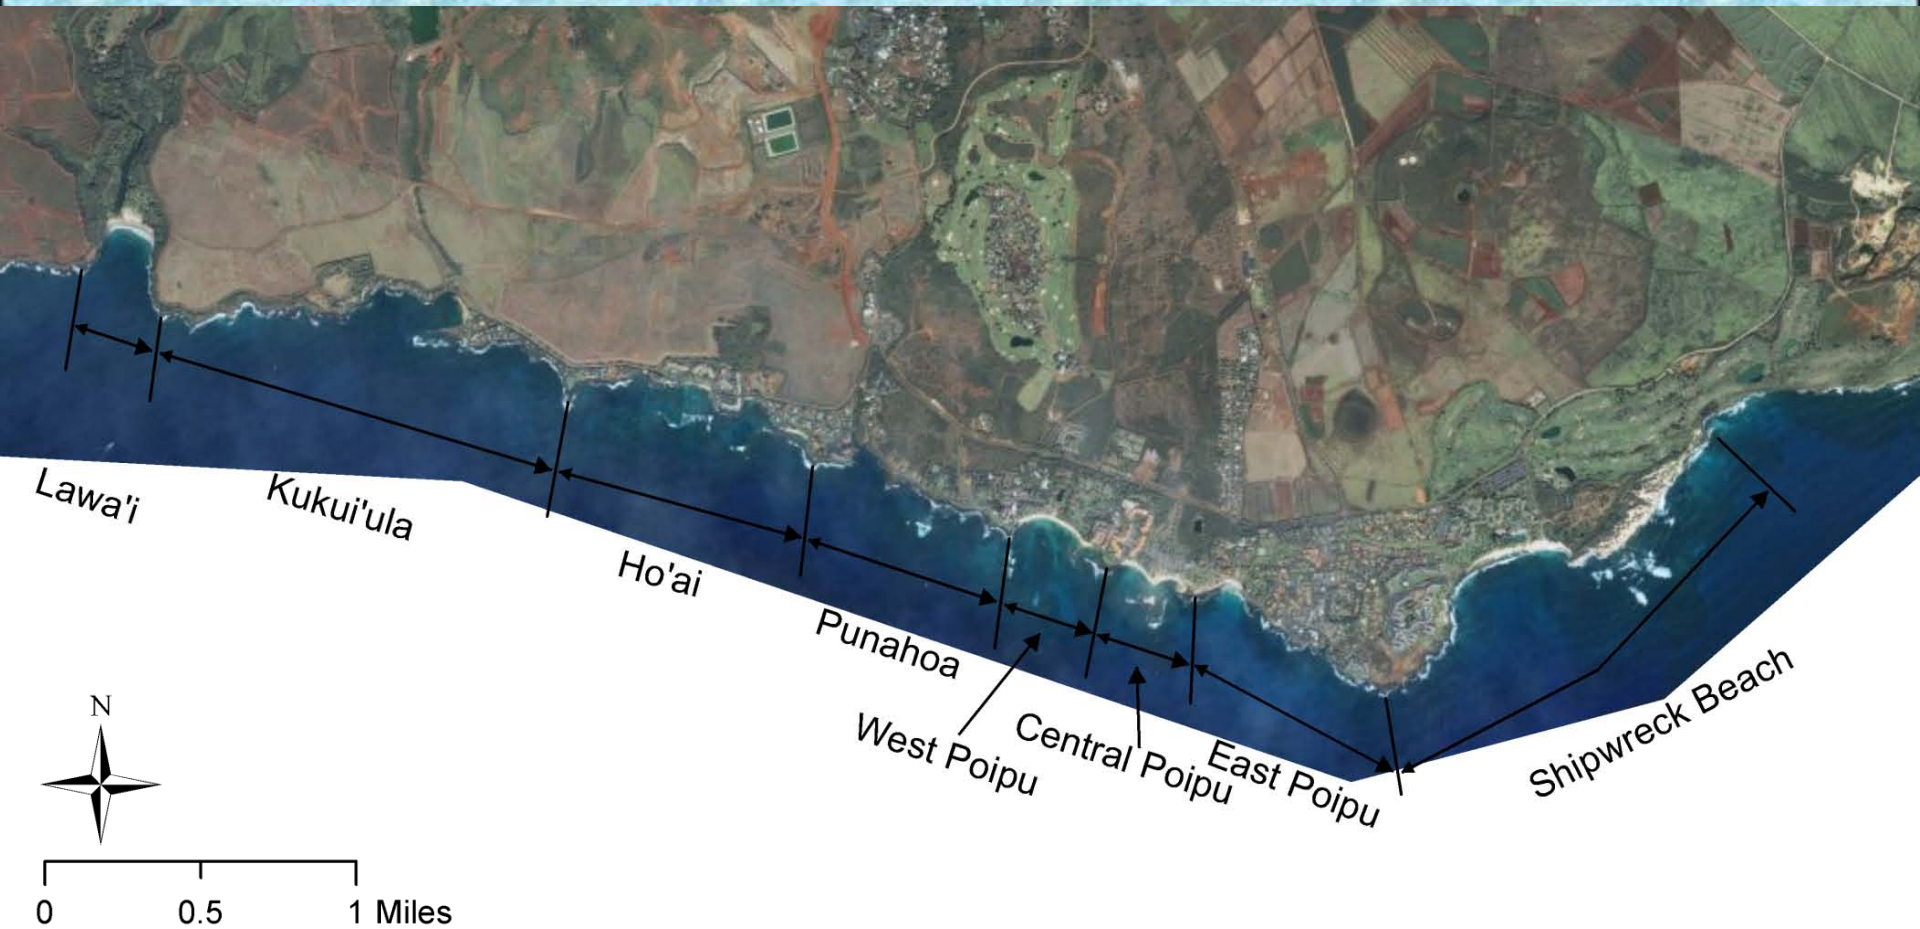 Lawa'i
Kukui'ula
Ho'ai
Punahoa
West Poipu
Central Poipu
East Poipu
Shipwreck Beach
N
0 0.5 1 Miles